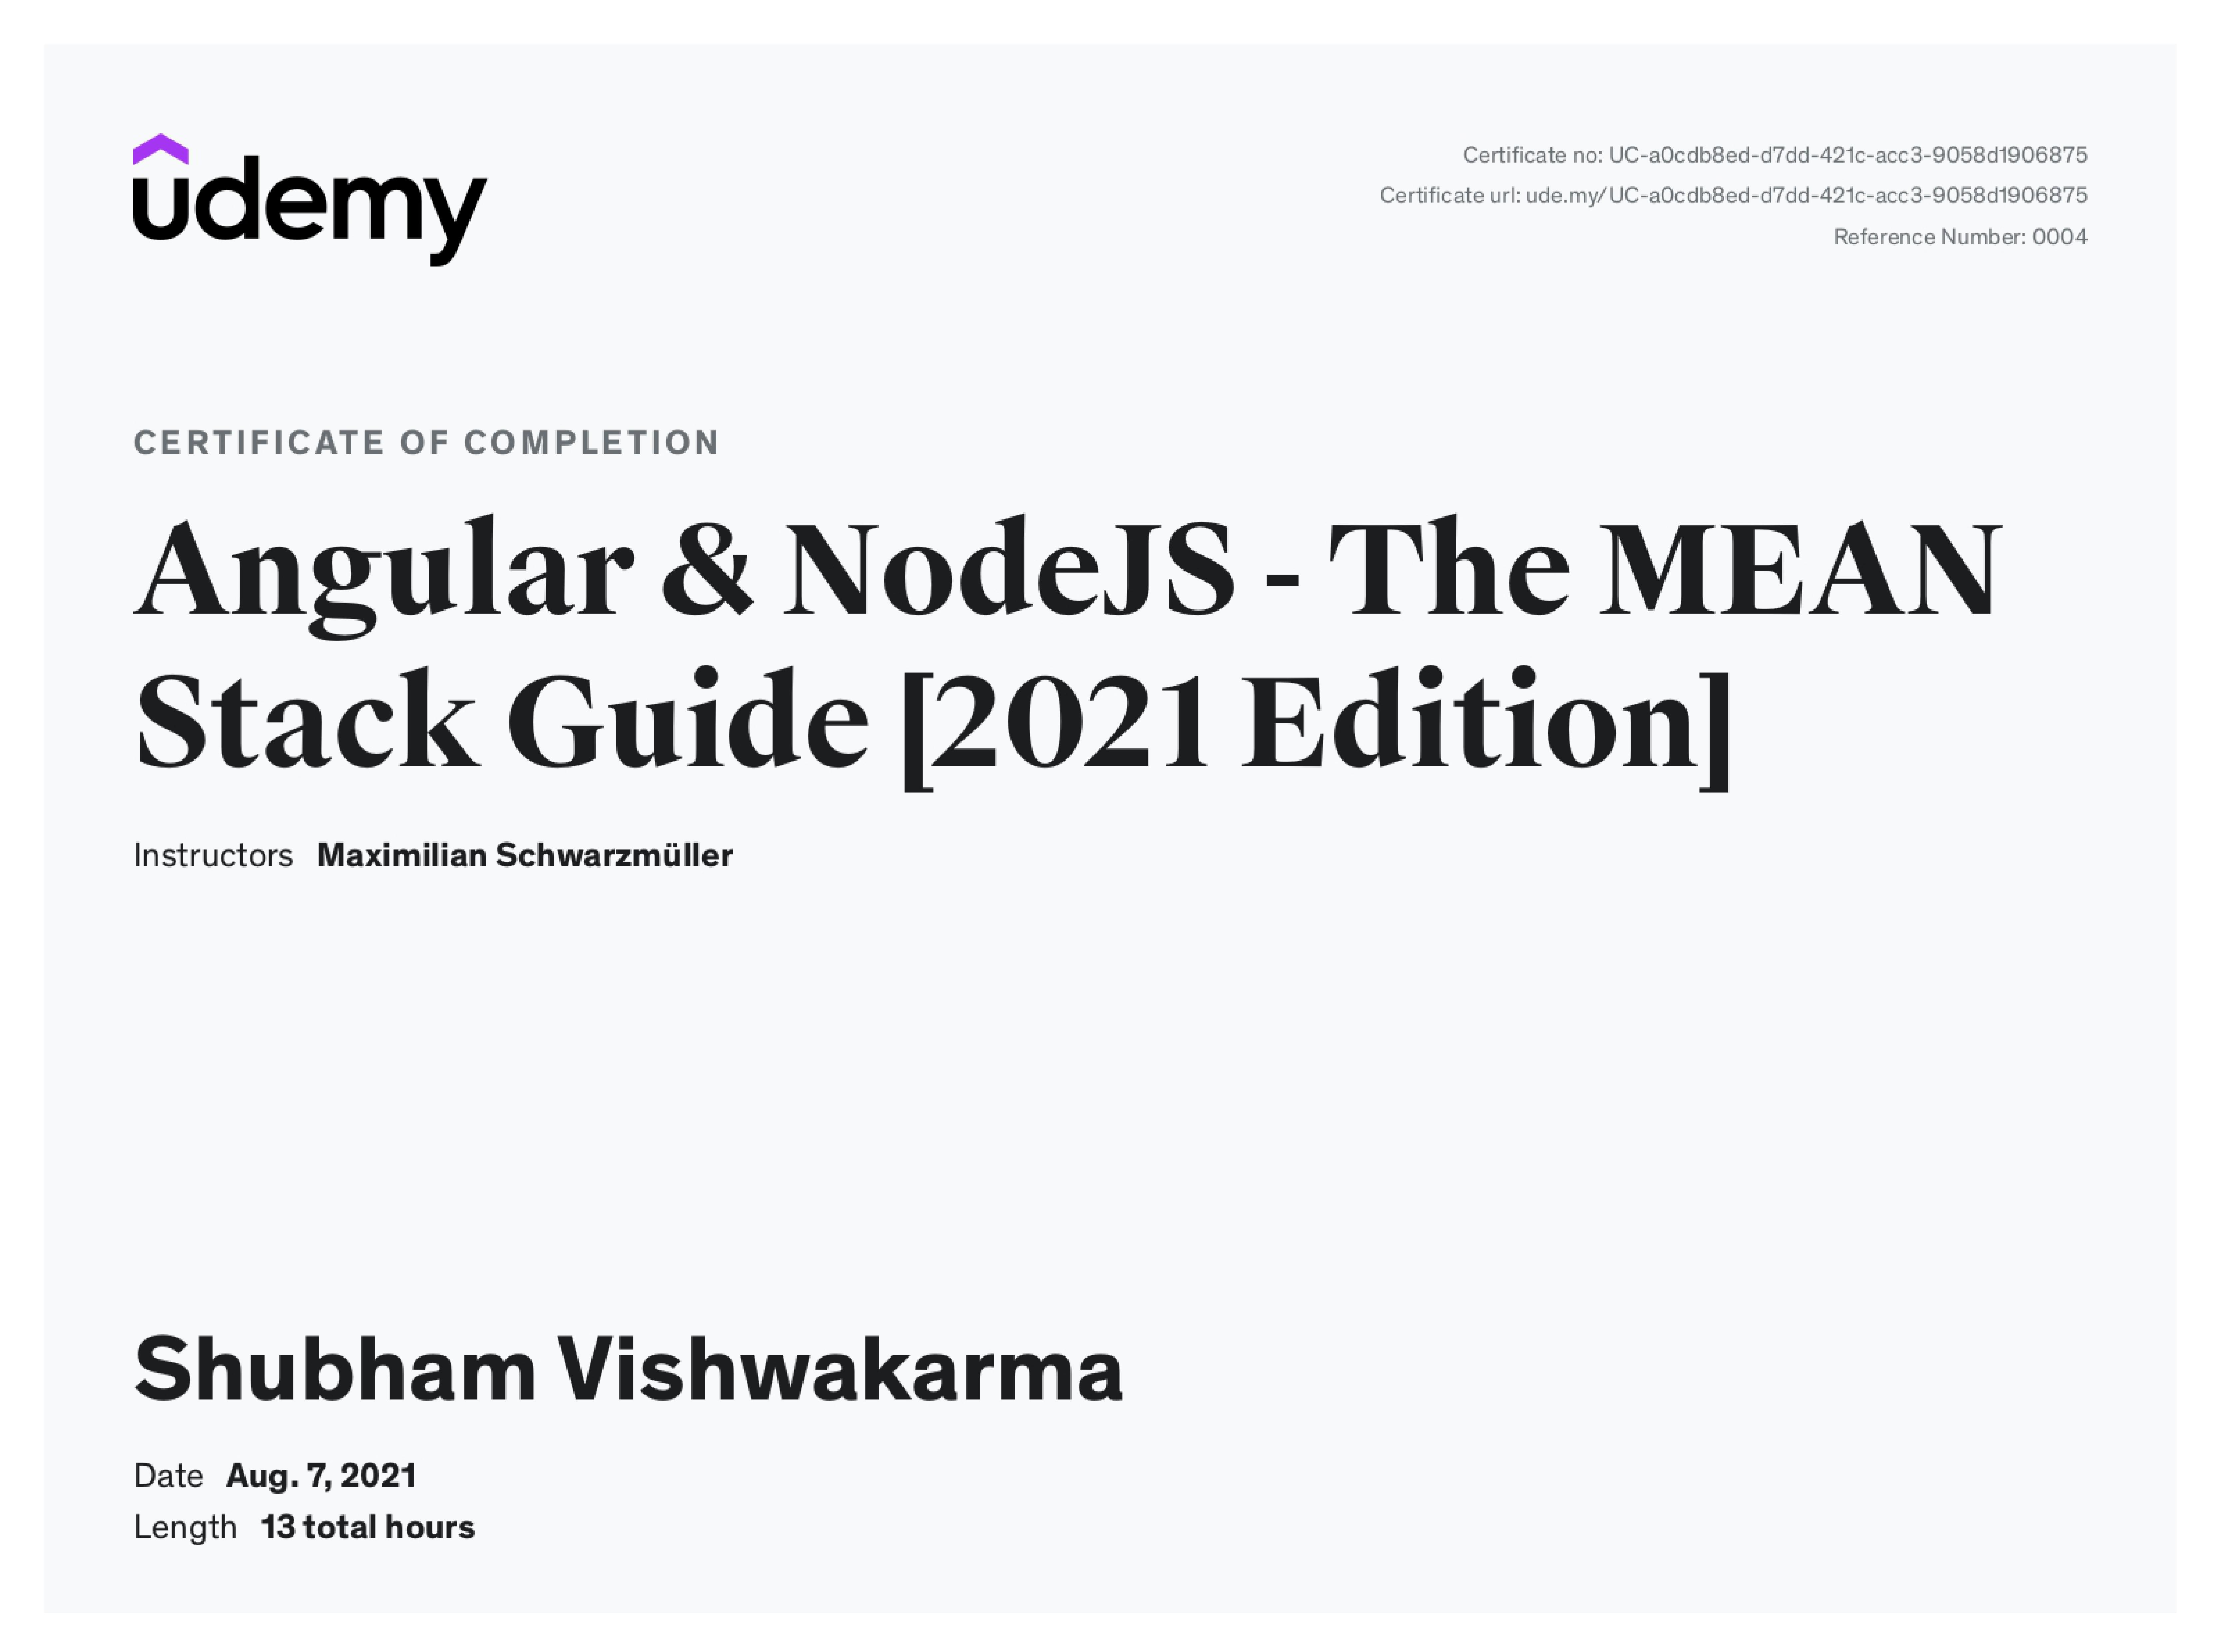 udemy
Certificate no: UC-a0cdb8ed-d7dd-421c-acc3-9058d1906875
Certificate url: ude.my/UC-a0cdb8ed-d7dd-421c-acc3-9058d1906875
Reference Number: 0004
CERTIFICATE OF COMPLETION
Angular & NodeJS - The MEAN
Stack Guide [2021 Edition]
Instructors Maximilian Schwarzmüller
Shubham Vishwakarma
Date Aug. 7, 2021
Length 13 total hours